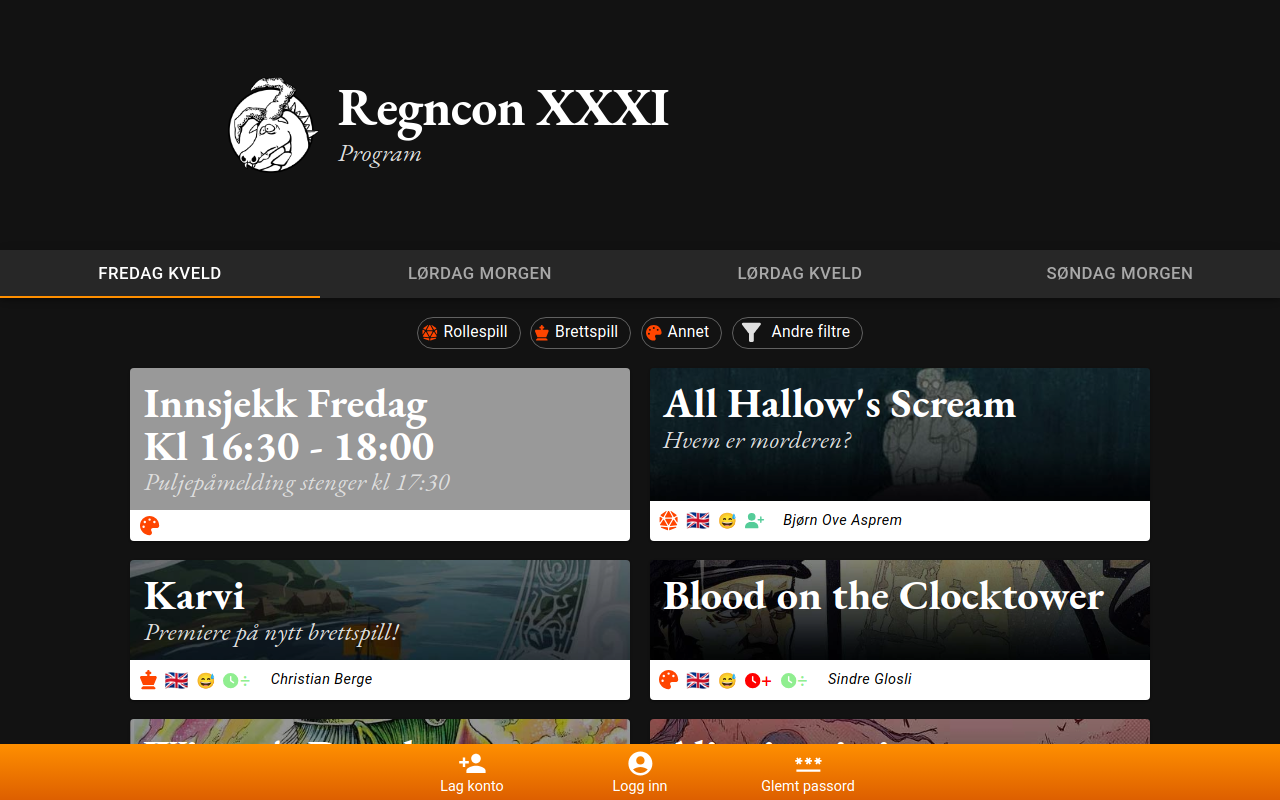 Regncon XXXI
Program
FREDAG KVELD
LØRDAG MORGEN
LØRDAG KVELD
SØNDAG MORGEN
Rollespill
Brettspill
Annet
Andre filtre
Innsjekk Fredag
Kl 16:30 - 18:00
Puljepåmelding stenger kl 17:30
All Hallow's Scream
Hvem er morderen?
Bjørn Ove Asprem
Karvi
Premiere på nytt brettspill!
Christian Berge
Blood on the Clocktower
Sindre Glosli
Lag konto
Logg inn
Glemt passord